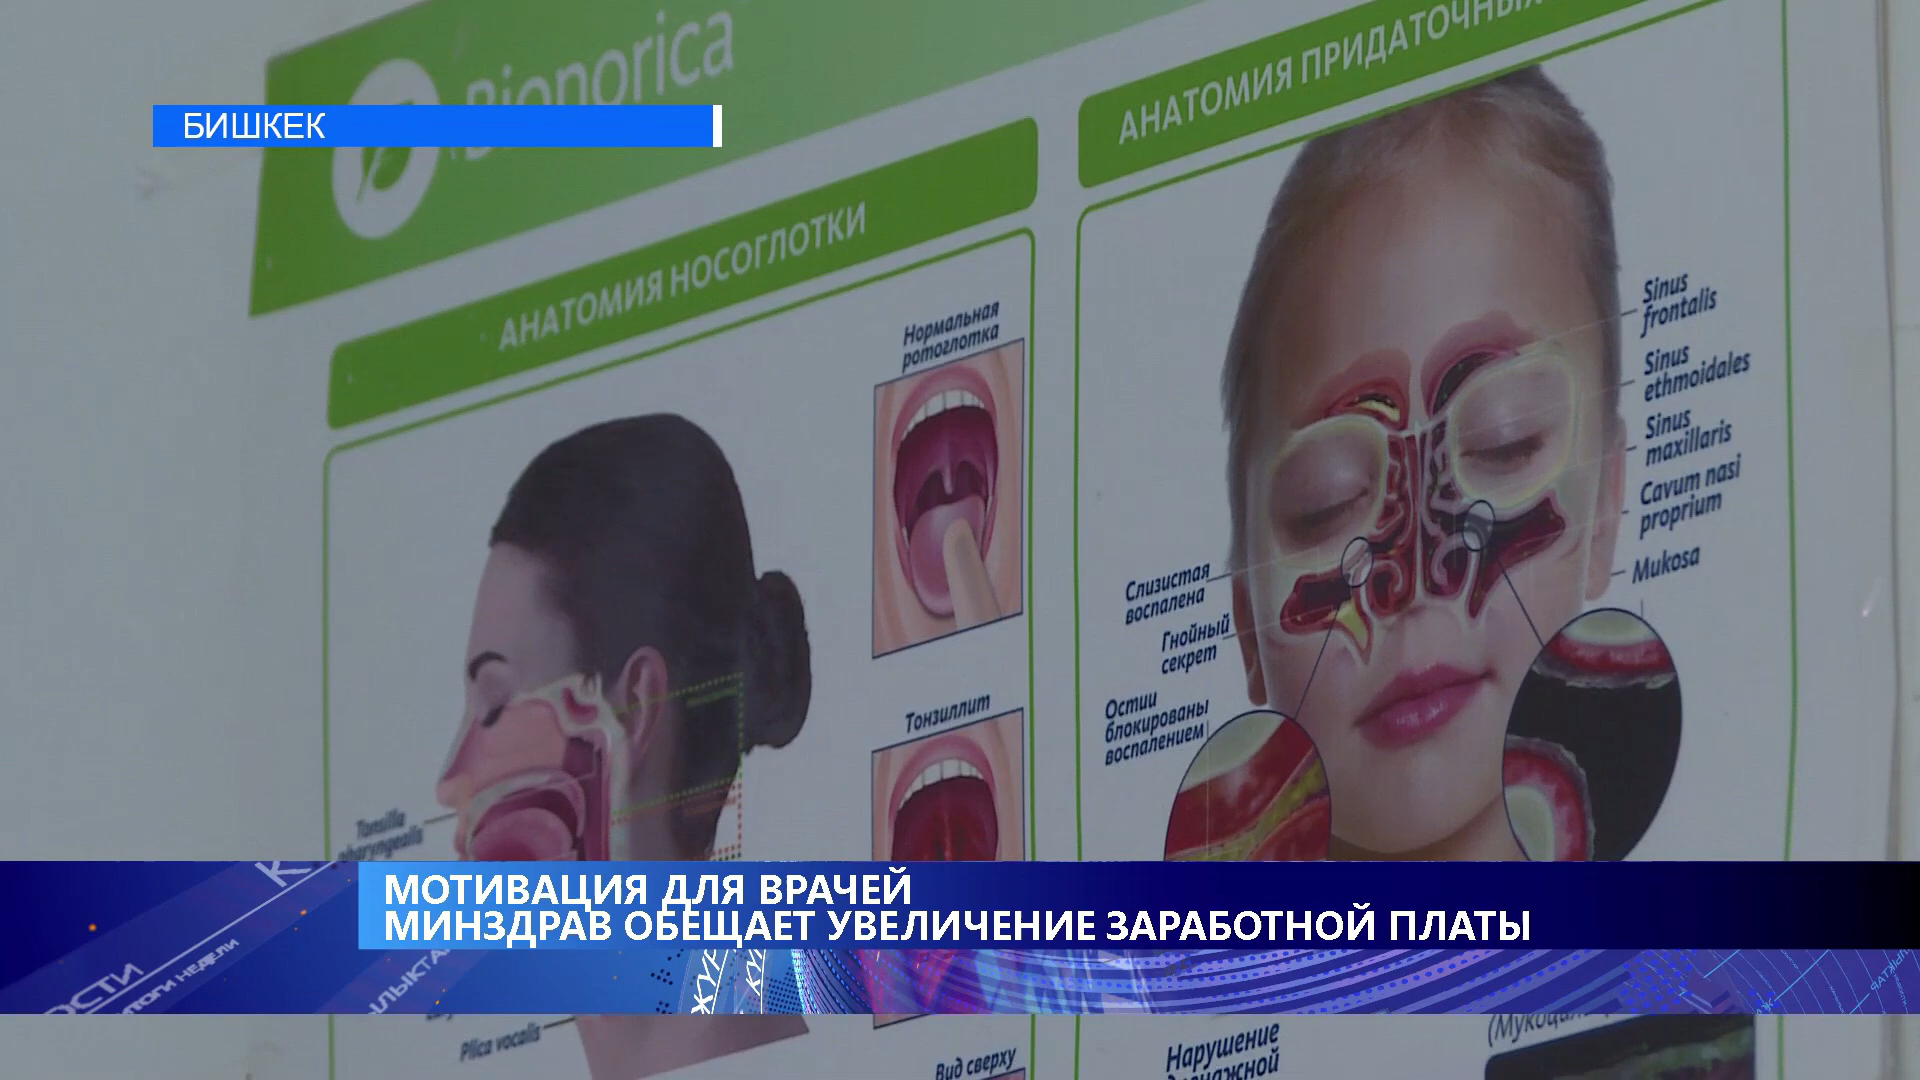 Bionorica
БИШКЕК
АНАТОМИЯ НОСОГЛОТКИ
Нормальная
ротоглотка
Тонзиллит
Tonsilla
pharyngealis
Plica vocalis
Вид сверху
АНАТОМИЯ ПРИДАТОЧНЫХ
Sinus
frontalis
Sinus
ethmoidales
Sinus
maxillaris
Cavum nasi
proprium
Mukosa
Слизистая
воспалена
Гнойный
секрет
Остии
блокированы
воспалением
МОТИВАЦИЯ ДЛЯ ВРАЧЕЙ
МИНЗДРАВ ОБЕЩАЕТ УВЕЛИЧЕНИЕ ЗАРАБОТНОЙ ПЛАТЫ
Нарушение